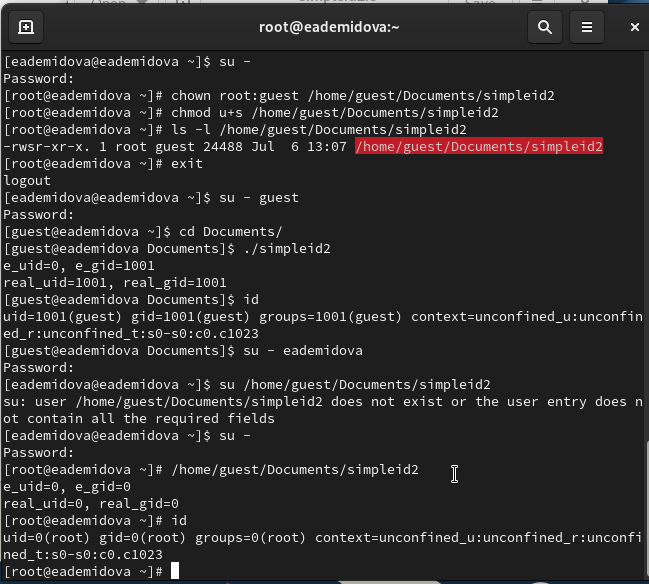 root@eademidova:~
[eademidova@eademidova ~]$ su -
Password:
[root@eademidova ~]# chown root:guest /home/guest/Documents/simpleid2
[root@eademidova ~]# chmod u+s /home/guest/Documents/simpleid2
[root@eademidova ~]# ls -l /home/guest/Documents/simpleid2
-rwsr-xr-x. 1 root guest 24488 Jul  6 13:07 /home/guest/Documents/simpleid2
[root@eademidova ~]# exit
logout
[eademidova@eademidova ~]$ su - guest
Password:
[guest@eademidova ~]$ cd Documents/
[guest@eademidova Documents]$ ./simpleid2
e_uid=0, e_gid=1001
real_uid=1001, real_gid=1001
[guest@eademidova Documents]$ id
uid=1001(guest) gid=1001(guest) groups=1001(guest) context=unconfined_u:unconfin
ed_r:unconfined_t:s0-s0:c0.c1023
[guest@eademidova Documents]$ su - eademidova
Password:
[eademidova@eademidova ~]$ su /home/guest/Documents/simpleid2
su: user /home/guest/Documents/simpleid2 does not exist or the user entry does n
ot contain all the required fields
[eademidova@eademidova ~]$ su -
Password:
[root@eademidova ~]# /home/guest/Documents/simpleid2
e_uid=0, e_gid=0
real_uid=0, real_gid=0
[root@eademidova ~]# id
uid=0(root) gid=0(root) groups=0(root) context=unconfined_u:unconfined_r:unconfi
ned_t:s0-s0:c0.c1023
[root@eademidova ~]#